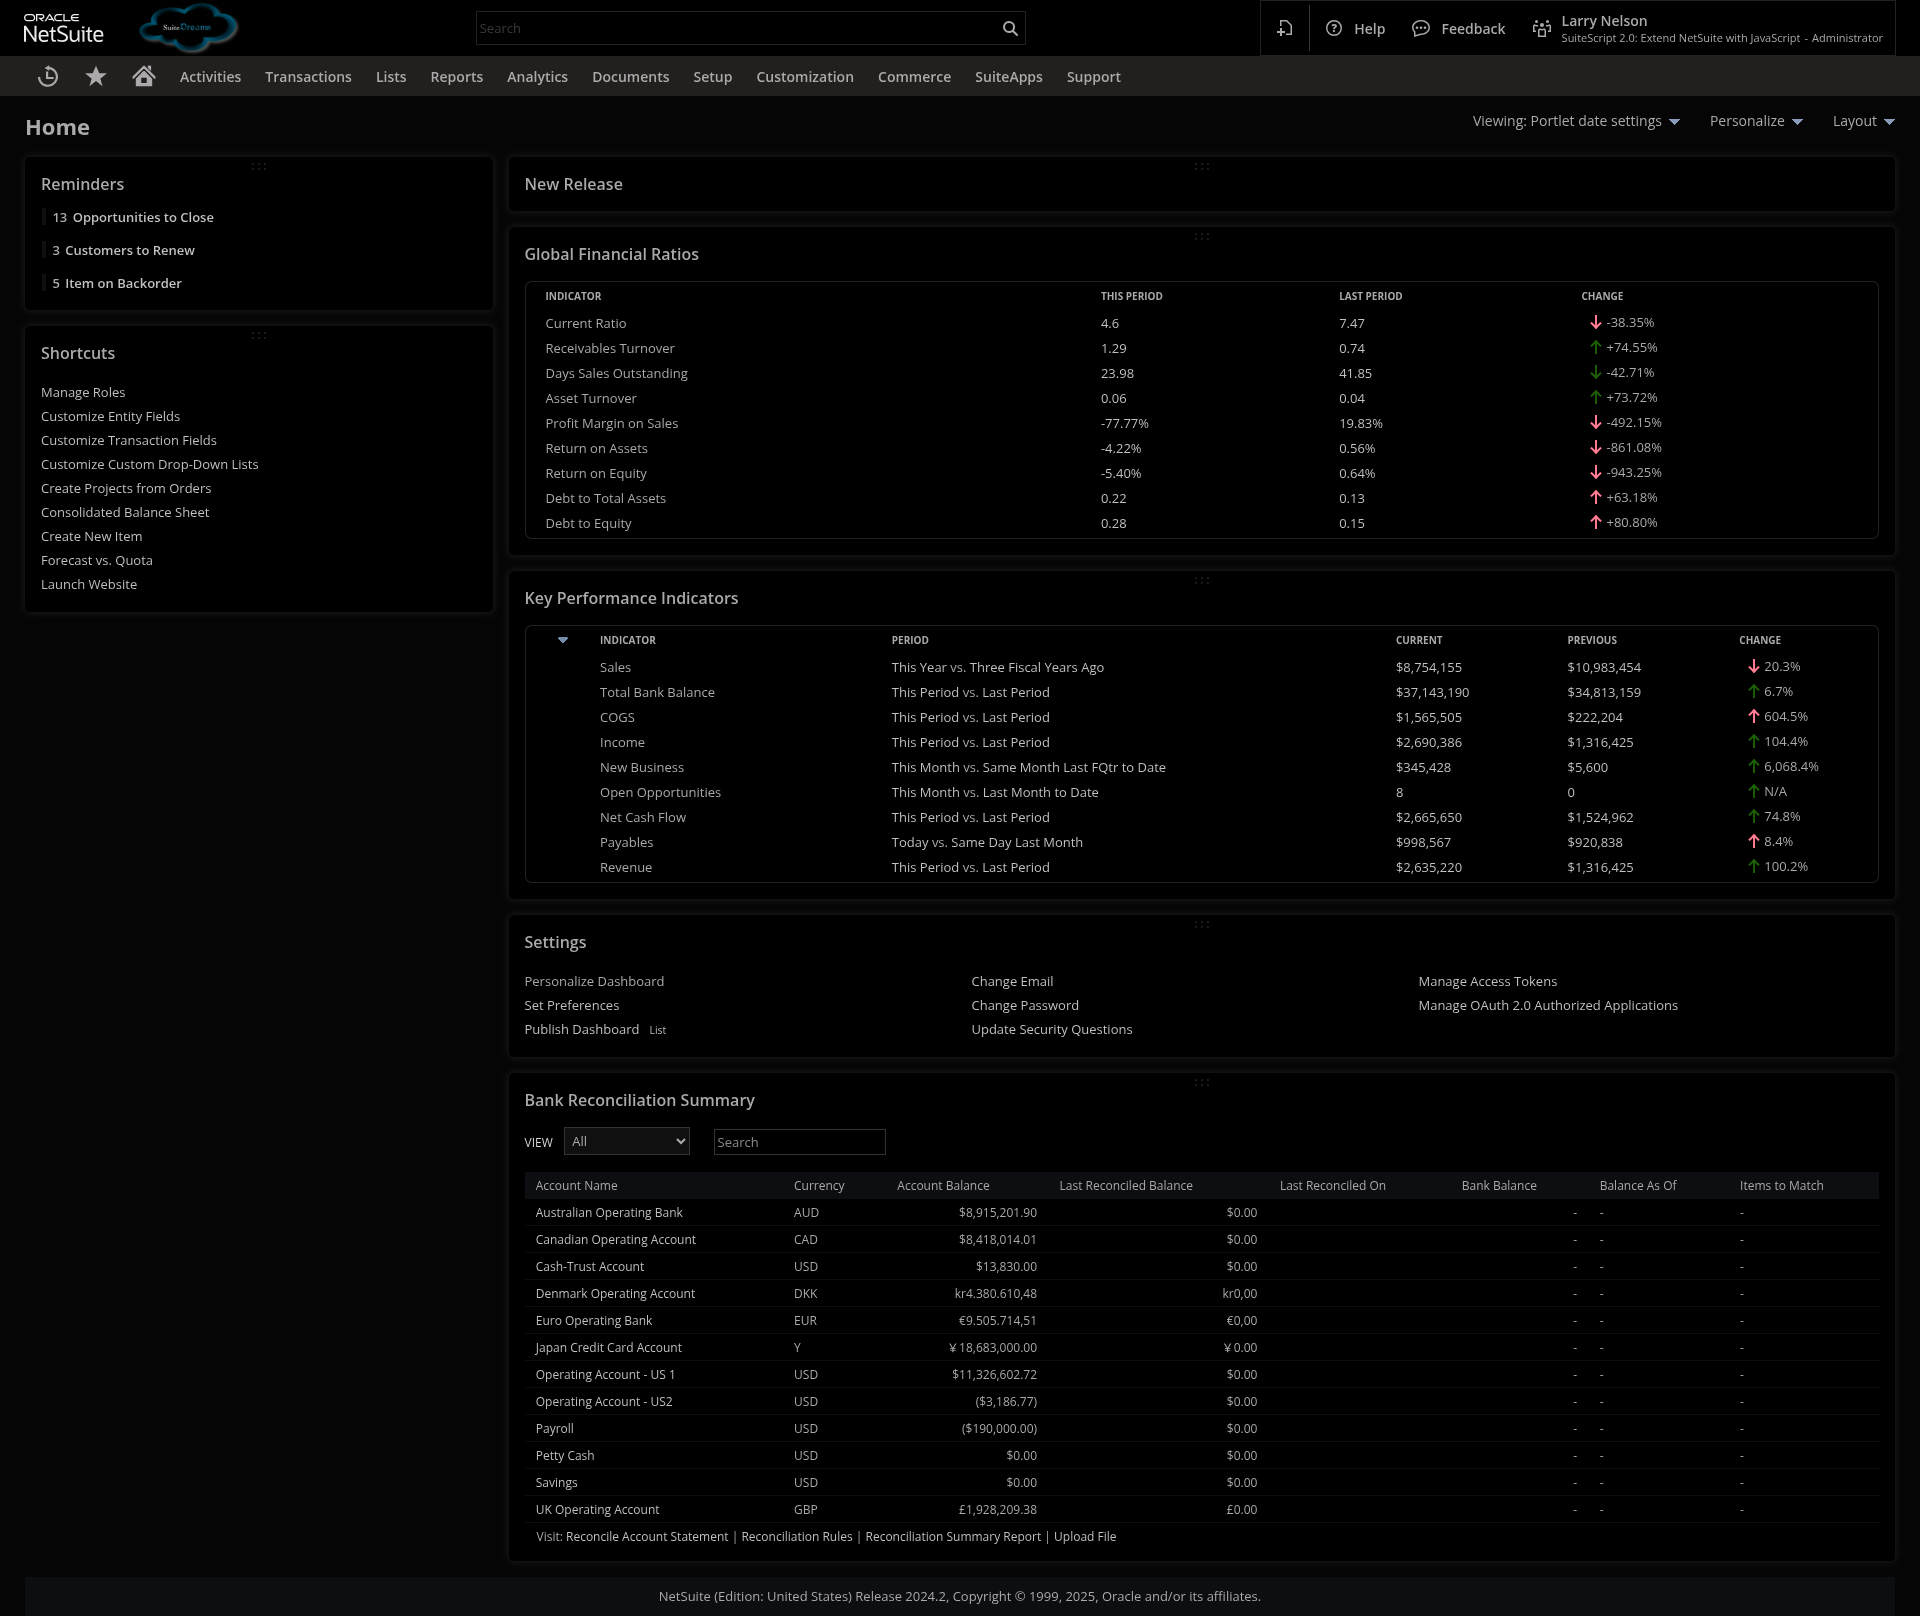 ORACLE
NetSuite
SuiteDreams
Search
Help
Feedback
Larry Nelson
SuiteScript 2.0: Extend NetSuite with JavaScript - Administrator
Activities Transactions Lists Reports Analytics Documents Setup Customization Commerce SuiteApps Support
Home
Viewing: Portlet date settings Personalize Layout
Reminders
13 Opportunities to Close
3 Customers to Renew
5 Item on Backorder
Shortcuts
Manage Roles
Customize Entity Fields
Customize Transaction Fields
Customize Custom Drop-Down Lists
Create Projects from Orders
Consolidated Balance Sheet
Create New Item
Forecast vs. Quota
Launch Website
New Release
Global Financial Ratios
INDICATOR THIS PERIOD LAST PERIOD CHANGE
Current Ratio 4.6 7.47 -38.35%
Receivables Turnover 1.29 0.74 +74.55%
Days Sales Outstanding 23.98 41.85 -42.71%
Asset Turnover 0.06 0.04 +73.72%
Profit Margin on Sales -77.77% 19.83% -492.15%
Return on Assets -4.22% 0.56% -861.08%
Return on Equity -5.40% 0.64% -943.25%
Debt to Total Assets 0.22 0.13 +63.18%
Debt to Equity 0.28 0.15 +80.80%
Key Performance Indicators
INDICATOR PERIOD CURRENT PREVIOUS CHANGE
Sales This Year vs. Three Fiscal Years Ago $8,754,155 $10,983,454 20.3%
Total Bank Balance This Period vs. Last Period $37,143,190 $34,813,159 6.7%
COGS This Period vs. Last Period $1,565,505 $222,204 604.5%
Income This Period vs. Last Period $2,690,386 $1,316,425 104.4%
New Business This Month vs. Same Month Last FQtr to Date $345,428 $5,600 6,068.4%
Open Opportunities This Month vs. Last Month to Date 8 0 N/A
Net Cash Flow This Period vs. Last Period $2,665,650 $1,524,962 74.8%
Payables Today vs. Same Day Last Month $998,567 $920,838 8.4%
Revenue This Period vs. Last Period $2,635,220 $1,316,425 100.2%
Settings
Personalize Dashboard Change Email Manage Access Tokens
Set Preferences Change Password Manage OAuth 2.0 Authorized Applications
Publish Dashboard List Update Security Questions
Bank Reconciliation Summary
VIEW All Search
Account Name Currency Account Balance Last Reconciled Balance Last Reconciled On Bank Balance Balance As Of Items to Match
Australian Operating Bank AUD $8,915,201.90 $0.00 - - -
Canadian Operating Account CAD $8,418,014.01 $0.00 - - -
Cash-Trust Account USD $13,830.00 $0.00 - - -
Denmark Operating Account DKK kr4.380.610,48 kr0,00 - - -
Euro Operating Bank EUR €9.505.714,51 €0,00 - - -
Japan Credit Card Account Y ¥18,683,000.00 ¥0.00 - - -
Operating Account - US 1 USD $11,326,602.72 $0.00 - - -
Operating Account - US2 USD ($3,186.77) $0.00 - - -
Payroll USD ($190,000.00) $0.00 - - -
Petty Cash USD $0.00 $0.00 - - -
Savings USD $0.00 $0.00 - - -
UK Operating Account GBP £1,928,209.38 £0.00 - - -
Visit: Reconcile Account Statement | Reconciliation Rules | Reconciliation Summary Report | Upload File
NetSuite (Edition: United States) Release 2024.2, Copyright © 1999, 2025, Oracle and/or its affiliates.